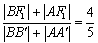 |BF₁| + |AF₁| / |BB′| + |AA′| = 4 / 5